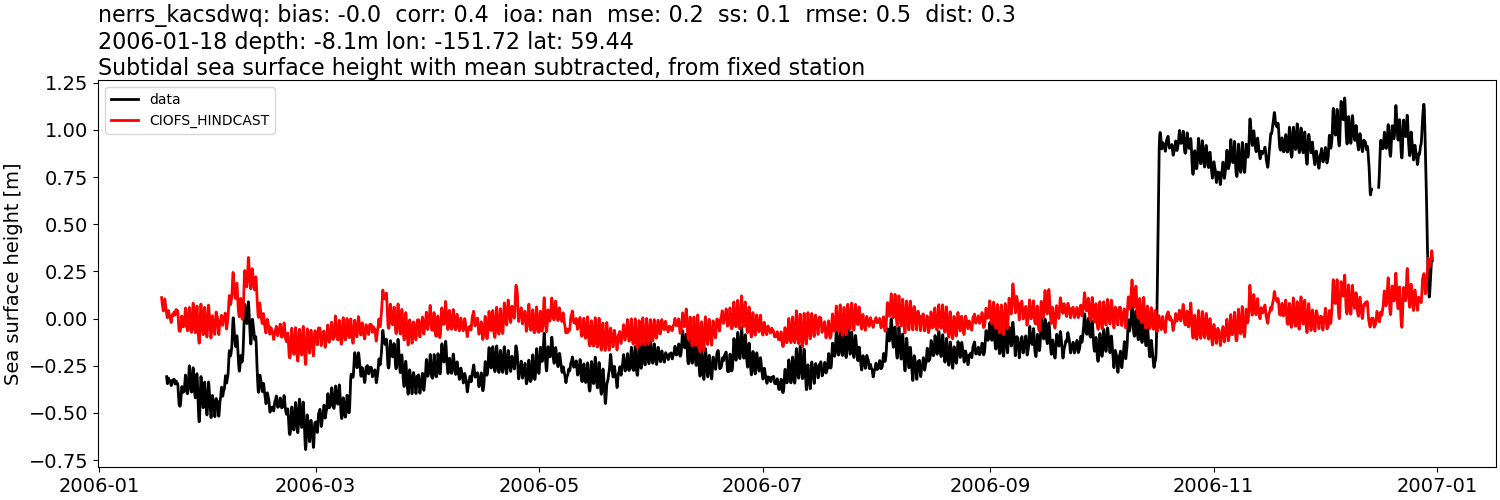 nerrs_kacsdwq: bias: -0.0  corr: 0.4  ioa: nan  mse: 0.2  ss: 0.1  rmse: 0.5  dist: 0.3
2006-01-18 depth: -8.1m lon: -151.72 lat: 59.44
Subtidal sea surface height with mean subtracted, from fixed station
Sea surface height [m]
1.25
1.00
0.75
0.50
0.25
0.00
−0.25
−0.50
−0.75
data
CIOFS_HINDCAST
2006-01
2006-03
2006-05
2006-07
2006-09
2006-11
2007-01